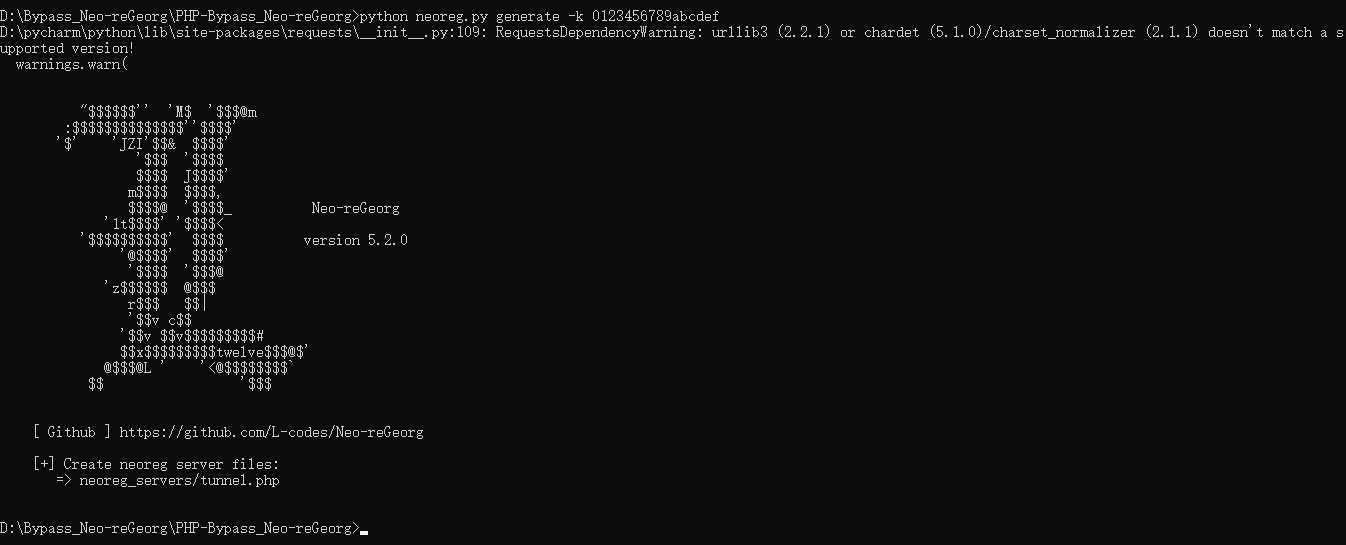 D:\Bypass_Neo-reGeorg\PHP-Bypass_Neo-reGeorg>python neoreg.py generate -k 0123456789abcdef
D:\pycharm\python\lib\site-packages\requests\__init__.py:109: RequestsDependencyWarning: urllib3 (2.2.1) or chardet (5.1.0)/charset_normalizer (2.1.1) doesn't match a s
upported version!
  warnings.warn(
          "$$$$$$''  'M$  '$$$@m
        :$$$$$$$$$$$$$$''$$$$'
       '$'    'JZI'$$&  $$$$'
                 '$$$  '$$$$
                 $$$$  J$$$$'
                m$$$$  $$$$,
                $$$$@  '$$$$_          Neo-reGeorg
             '1t$$$$' '$$$$<
          '$$$$$$$$$$'  $$$$          version 5.2.0
               '@$$$$'  $$$$'
                '$$$$  '$$$@
             'z$$$$$$  @$$$
                r$$$   $$|
                '$$v c$$
               '$$v $$v$$$$$$$$$#
               $$x$$$$$$$$$twelve$$$@$'
             @$$$@L '    '<@$$$$$$$$`
           $$                 '$$$
    [ Github ] https://github.com/L-codes/Neo-reGeorg
    [+] Create neoreg server files:
       => neoreg_servers/tunnel.php
D:\Bypass_Neo-reGeorg\PHP-Bypass_Neo-reGeorg>